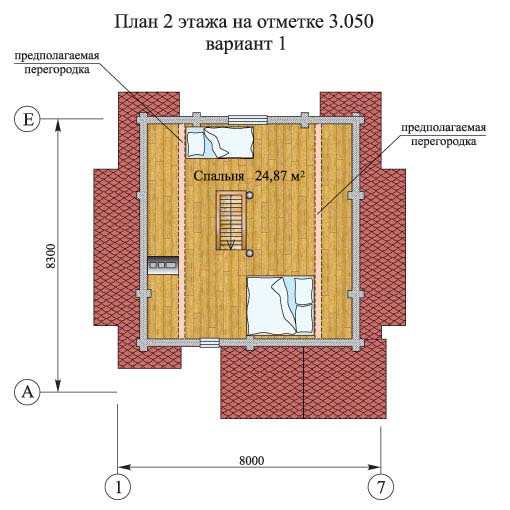 План 2 этажа на отметке 3.050
вариант 1
предполагаемая
перегородка
E
предполагаемая
перегородка
Спальня 24,87 м²
8300
A
8000
1
7